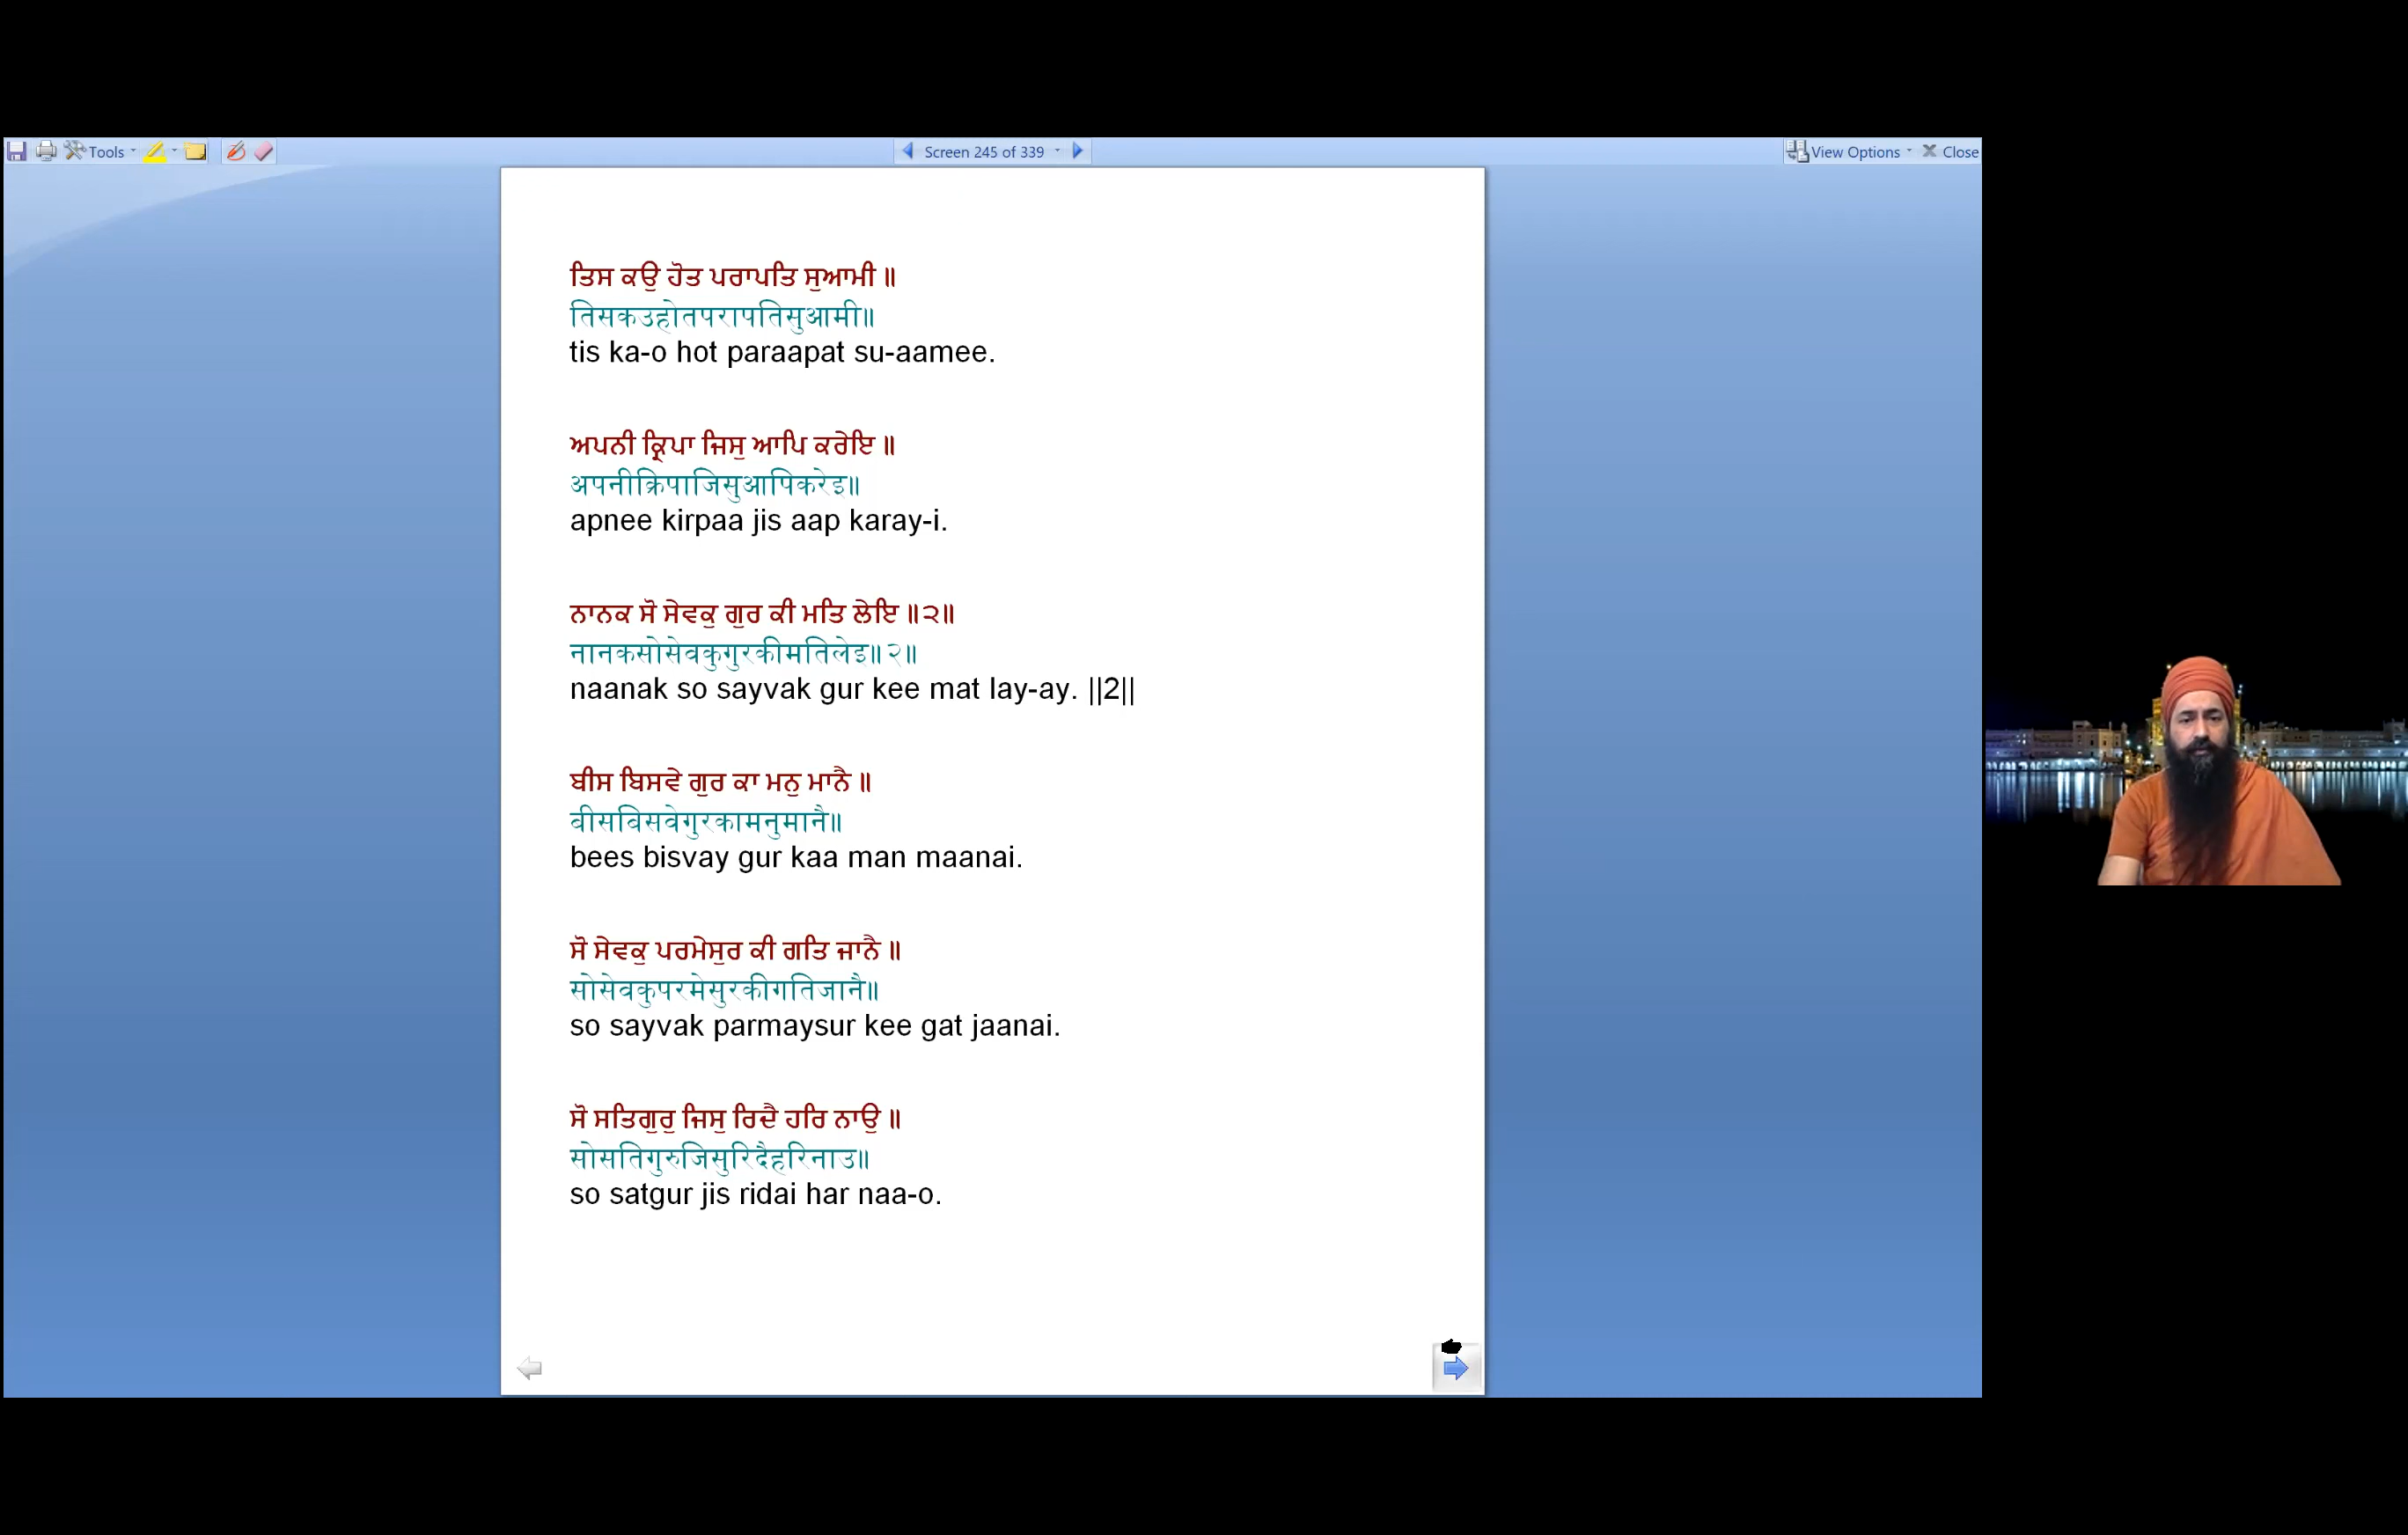 Tools
Screen 245 of 339
View Options
Close
ਤਿਸ ਕਉ ਹੋਤ ਪਰਾਪਤਿ ਸੁਆਮੀ ॥
तिसकउहोतपरापतिसुआमी॥
tis ka-o hot paraapat su-aamee.
ਅਪਨੀ ਕ੍ਰਿਪਾ ਜਿਸੁ ਆਪਿ ਕਰੇਇ ॥
अपनीक्रिपाजिसुआपिकरेइ॥
apnee kirpaa jis aap karay-i.
ਨਾਨਕ ਸੋ ਸੇਵਕੁ ਗੁਰ ਕੀ ਮਤਿ ਲੇਇ ॥੨॥
नानकसोसेवकुगुरकीमतिलेइ॥२॥
naanak so sayvak gur kee mat lay-ay. ||2||
ਬੀਸ ਬਿਸਵੇ ਗੁਰ ਕਾ ਮਨੁ ਮਾਨੈ ॥
बीसबिसवेगुरकामनुमानै॥
bees bisvay gur kaa man maanai.
ਸੋ ਸੇਵਕੁ ਪਰਮੇਸੁਰ ਕੀ ਗਤਿ ਜਾਨੈ ॥
सोसेवकुपरमेसुरकीगतिजानै॥
so sayvak parmaysur kee gat jaanai.
ਸੋ ਸਤਿਗੁਰੁ ਜਿਸੁ ਰਿਦੈ ਹਰਿ ਨਾਉ ॥
सोसतिगुरुजिसुरिदैहरिनाउ॥
so satgur jis ridai har naa-o.